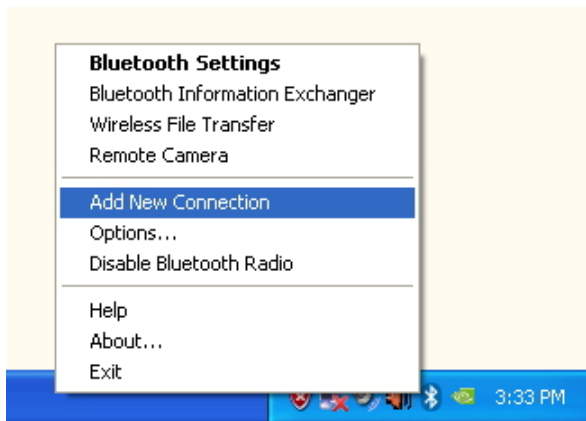 Bluetooth Settings
Bluetooth Information Exchanger
Wireless File Transfer
Remote Camera
Add New Connection
Options...
Disable Bluetooth Radio
Help
About...
Exit
3:33 PM